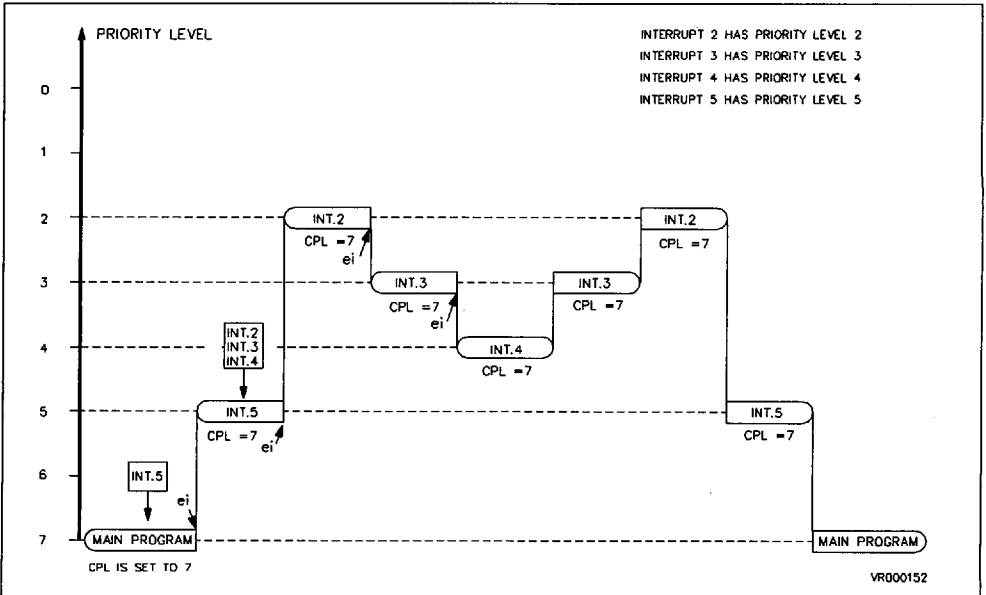 PRIORITY LEVEL
INTERRUPT 2 HAS PRIORITY LEVEL 2
INTERRUPT 3 HAS PRIORITY LEVEL 3
INTERRUPT 4 HAS PRIORITY LEVEL 4
INTERRUPT 5 HAS PRIORITY LEVEL 5
0
1
2
INT.2
INT.2
CPL =7
CPL =7
ei
3
INT.3
INT.3
CPL =7
CPL =7
ei
INT.2
INT.3
INT.4
4
INT.4
CPL =7
5
INT.5
INT.5
CPL =7
CPL =7
ei
6
INT.5
ei
7
MAIN PROGRAM
MAIN PROGRAM
CPL IS SET TO 7
VR000152